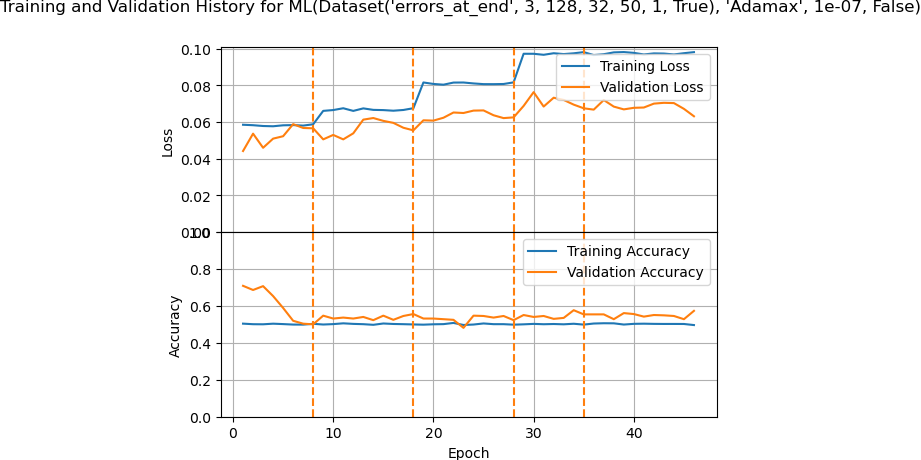 Training and Validation History for ML(Dataset('errors_at_end', 3, 128, 32, 50, 1, True), 'Adamax', 1e-07, False)
0.10
Training Loss
Validation Loss
0.08
0.06
Loss
0.04
0.02
0.00
1.0
Training Accuracy
Validation Accuracy
0.8
0.6
Accuracy
0.4
0.2
0.0
0 10 20 30 40
Epoch